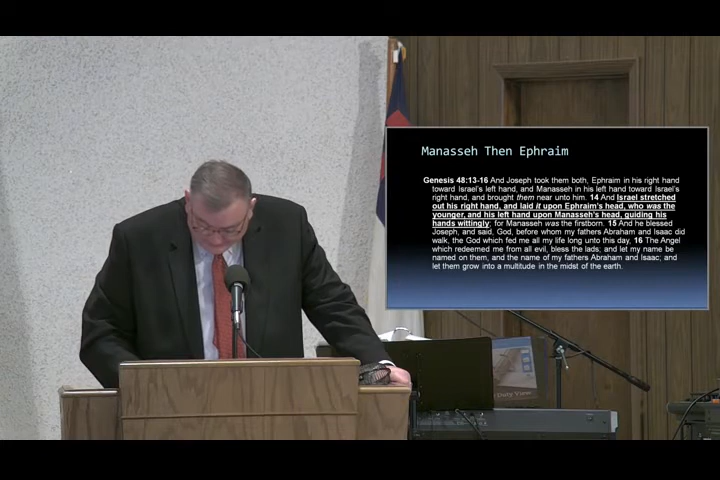 Manasseh Then Ephraim
Genesis 48:13-16 And Joseph took them both, Ephraim in his right hand
toward Israel's left hand, and Manasseh in his left hand toward Israel's
right hand, and brought them near unto him. 14 And Israel stretched
out his right hand, and laid it upon Ephraim's head, who was the
younger, and his left hand upon Manasseh's head, guiding his
hands wittingly; for Manasseh was the firstborn. 15 And he blessed
Joseph, and said, God, before whom my fathers Abraham and Isaac did
walk, the God which fed me all my life long unto this day, 16 The Angel
which redeemed me from all evil, bless the lads; and let my name be
named on them, and the name of my fathers Abraham and Isaac; and
let them grow into a multitude in the midst of the earth.
Duty View